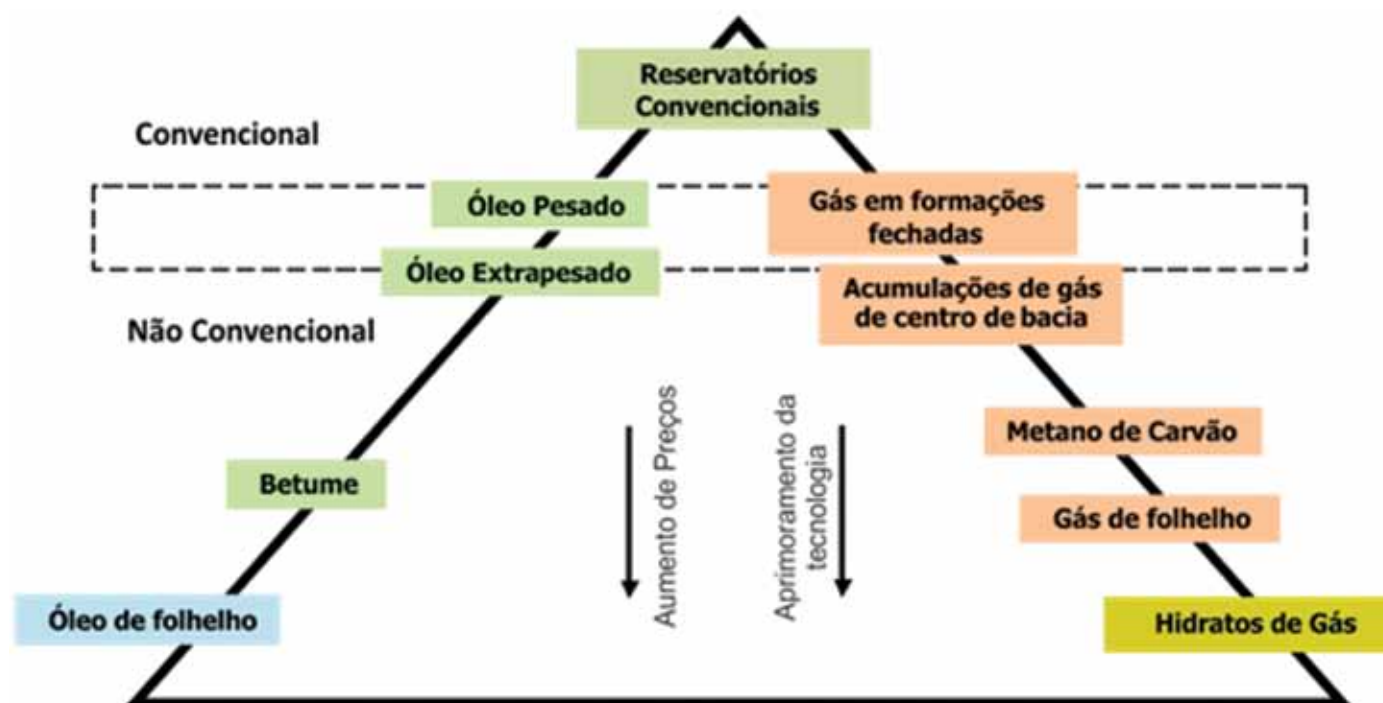 Reservatórios
Convencionais
Convencional
Óleo Pesado
Gás em formações
fechadas
Óleo Extrapesado
Acumulações de gás
de centro de bacia
Não Convencional
Aumento de Preços
Aprimoramento da
tecnologia
Metano de Carvão
Betume
Gás de folhelho
Óleo de folhelho
Hidratos de Gás